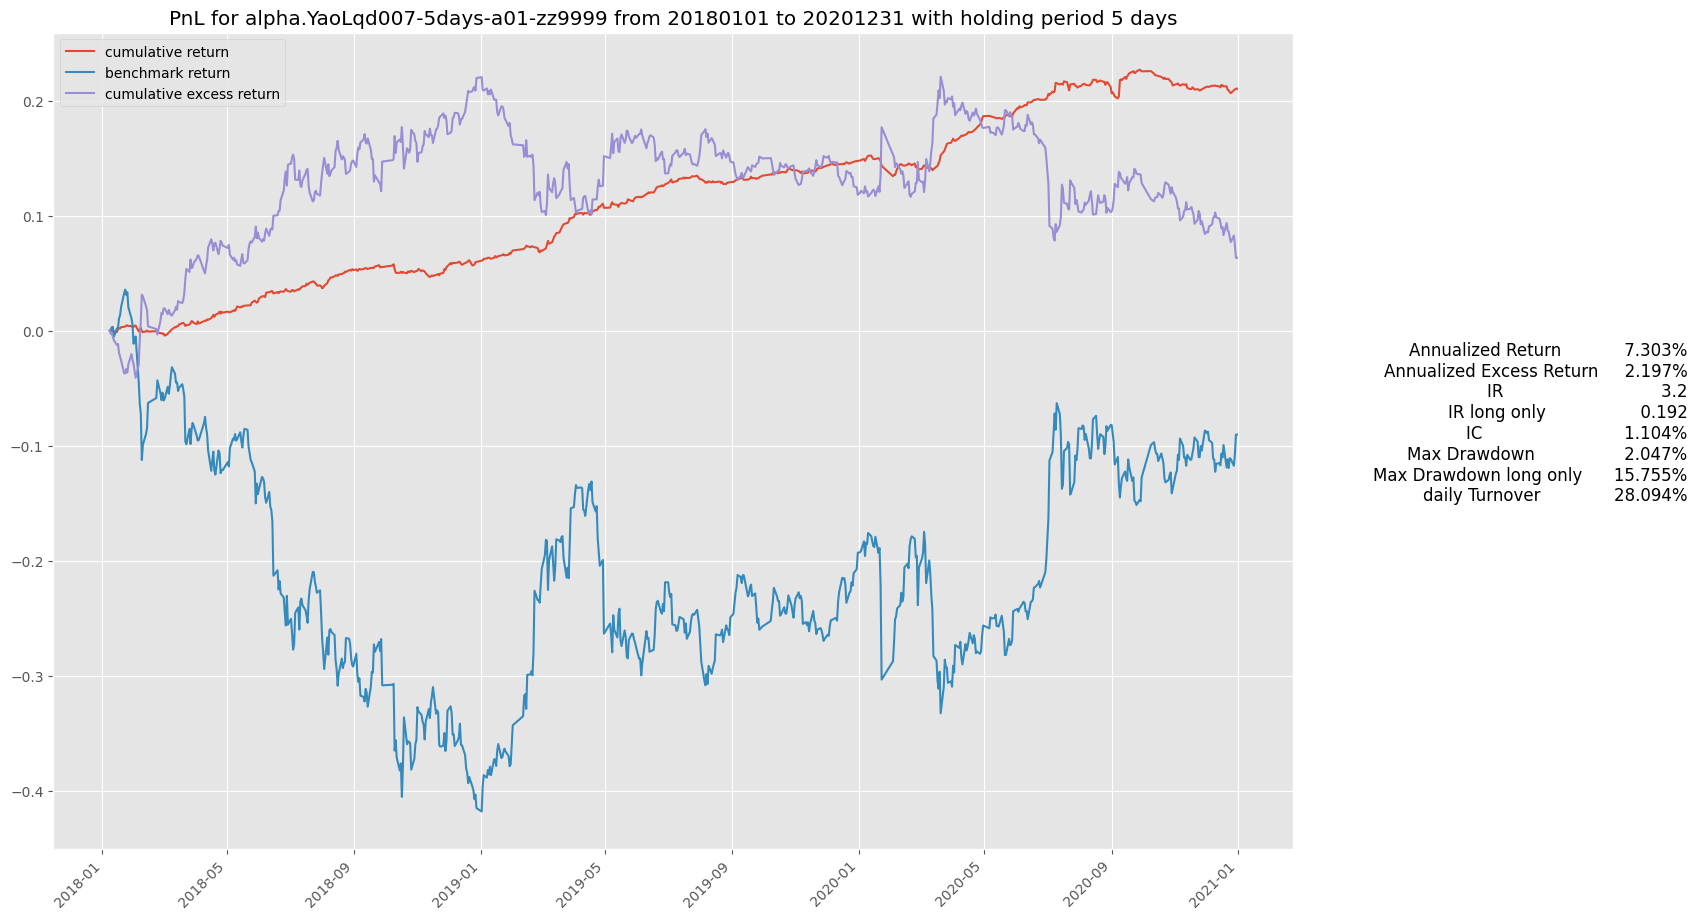 PnL for alpha.YaoLqd007-5days-a01-zz9999 from 20180101 to 20201231 with holding period 5 days
cumulative return
benchmark return
cumulative excess return
0.2
0.1
0.0
−0.1
−0.2
−0.3
−0.4
2018-01
2018-05
2018-09
2019-01
2019-05
2019-09
2020-01
2020-05
2020-09
2021-01
Annualized Return 7.303%
Annualized Excess Return 2.197%
IR 3.2
IR long only 0.192
IC 1.104%
Max Drawdown 2.047%
Max Drawdown long only 15.755%
daily Turnover 28.094%